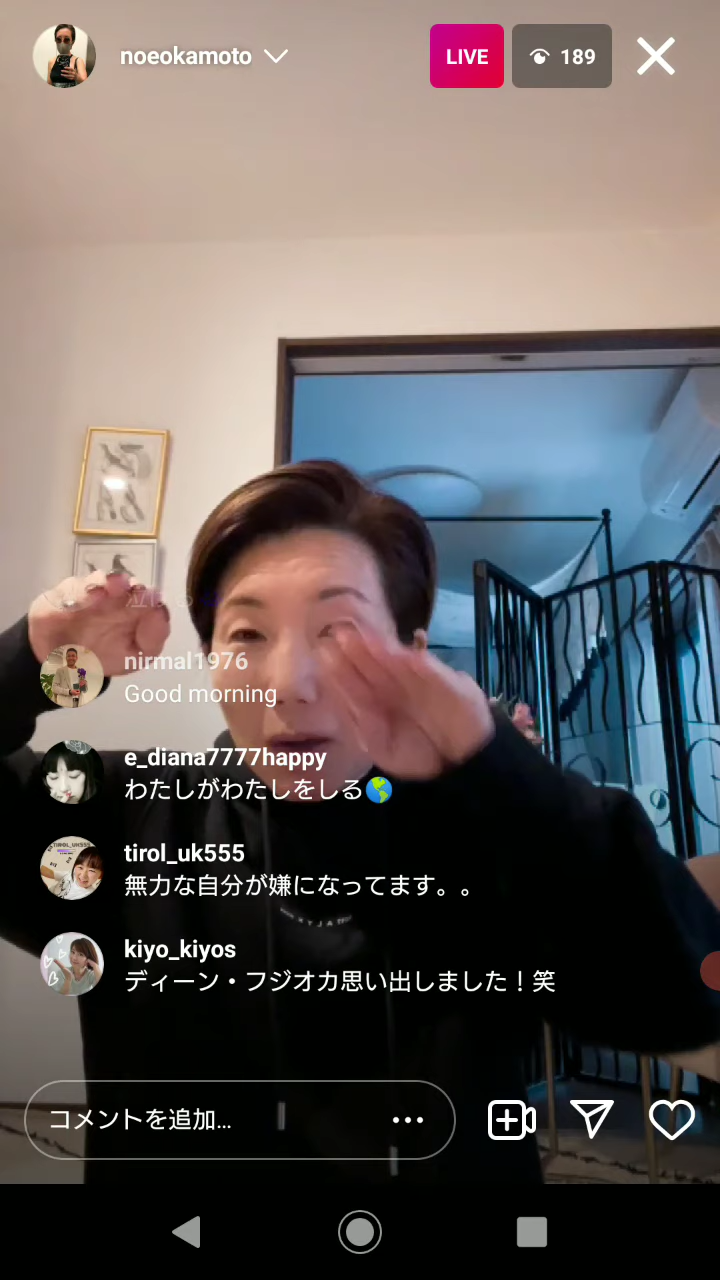 noeokamoto
LIVE
189
nirmal1976
Good morning
e_diana7777happy
わたしがわたしをしる🌎
tirol_uk555
無力な自分が嫌になってます。。
kiyo_kiyos
ディーン・フジオカ思い出しました！笑
コメントを追加...